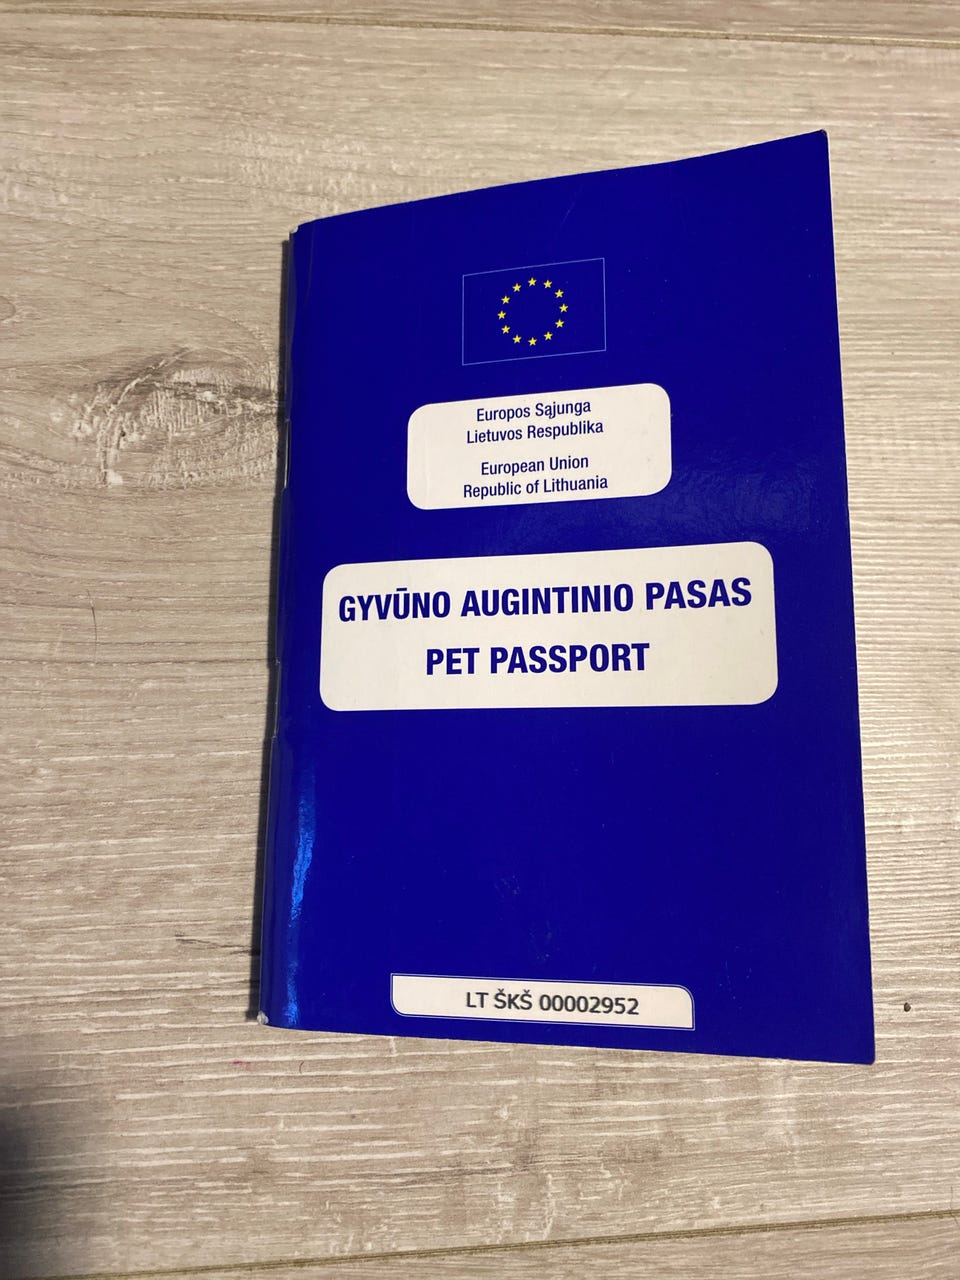 Europos Sąjunga
Lietuvos Respublika
European Union
Republic of Lithuania
GYVŪNO AUGINTINIO PASAS
PET PASSPORT
LT ŠKŠ 00002952